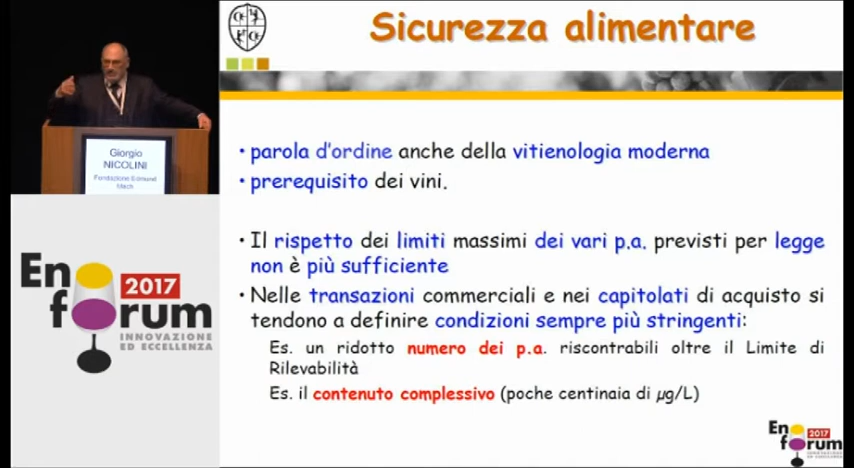 Sicurezza alimentare
Giorgio
NICOLINI
Fondazione Edmund
Mach
• parola d'ordine anche della vitienologia moderna
• prerequisito dei vini.
• Il rispetto dei limiti massimi dei vari p.a. previsti per legge
non è più sufficiente
• Nelle transazioni commerciali e nei capitolati di acquisto si
tendono a definire condizioni sempre più stringenti:
Es. un ridotto numero dei p.a. riscontrabili oltre il Limite di
Rilevabilità
Es. il contenuto complessivo (poche centinaia di µg/L)
Eno
2017
forum
INNOVAZIONE
ED ECCELLENZA
Eno
2017
forum